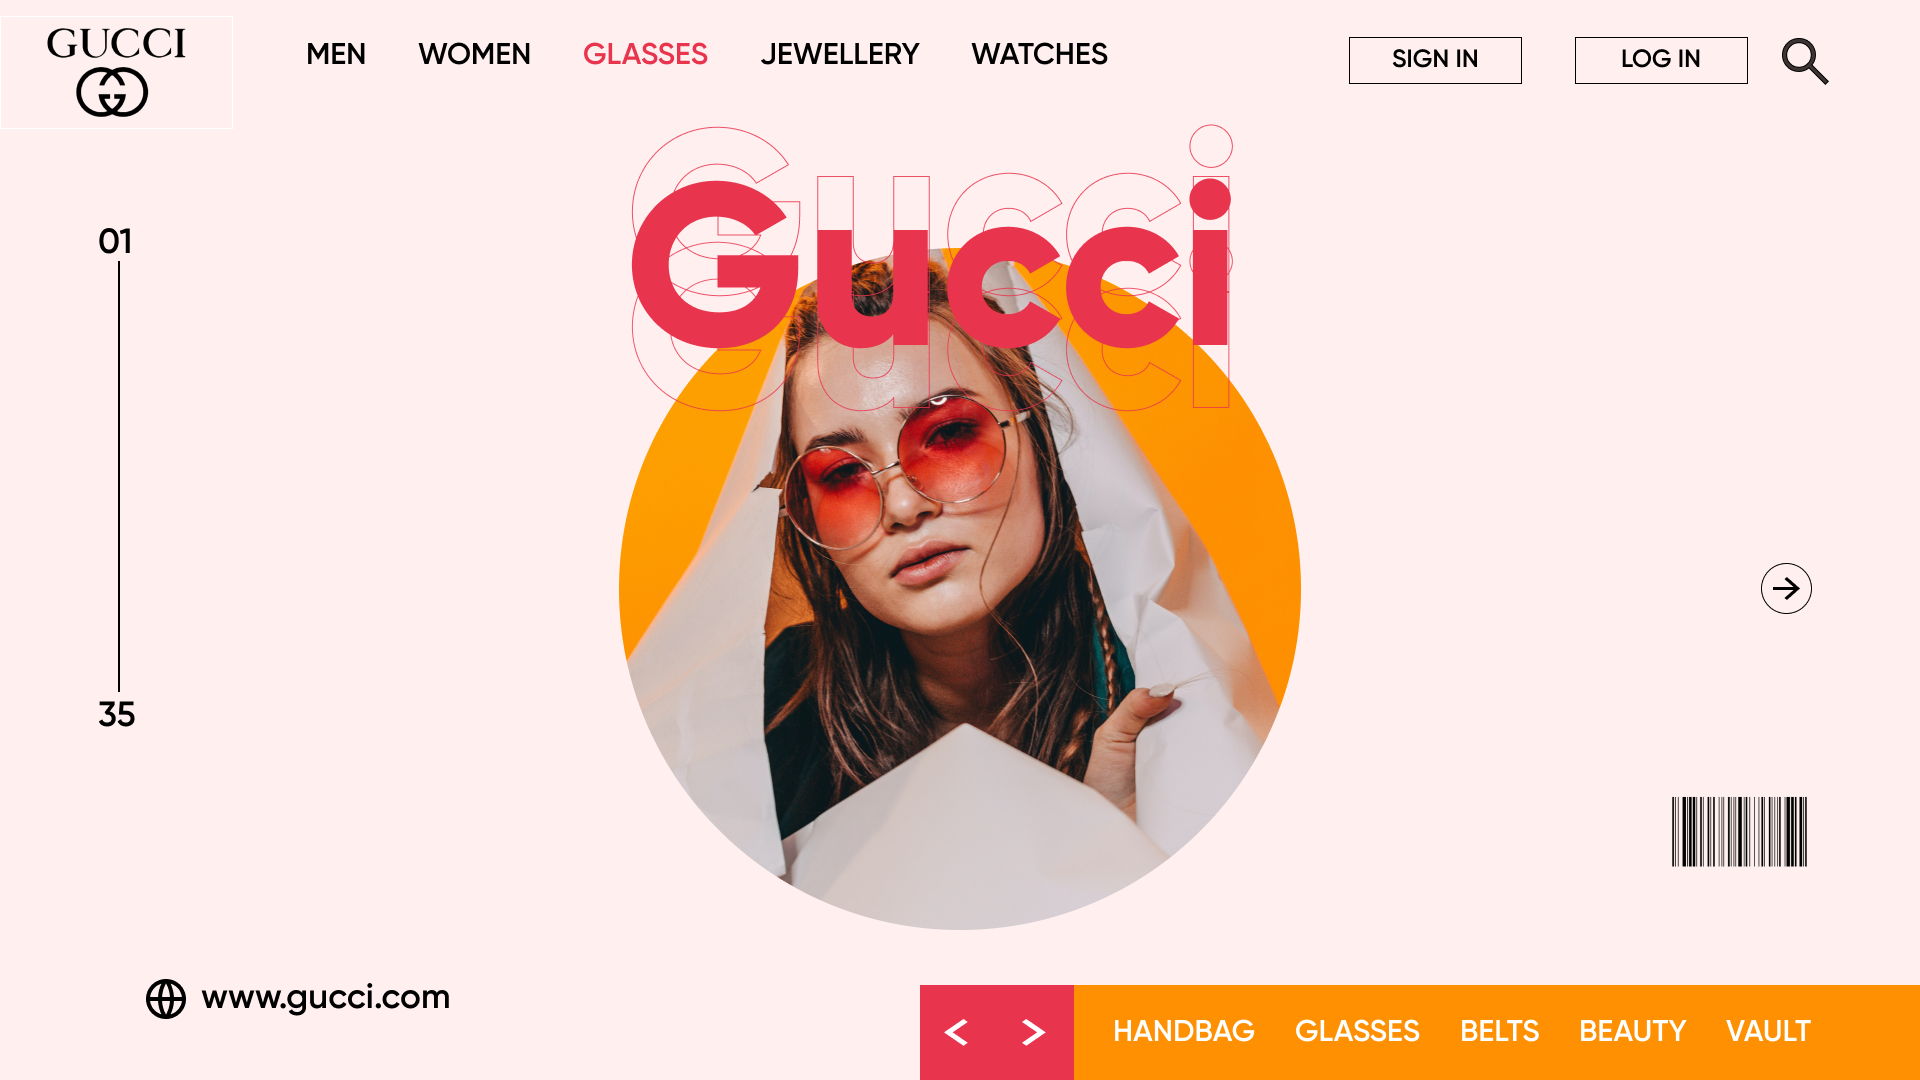 GUCCI
MEN WOMEN GLASSES JEWELLERY WATCHES
SIGN IN LOG IN
Gucci
01
35
www.gucci.com
< > HANDBAG GLASSES BELTS BEAUTY VAULT